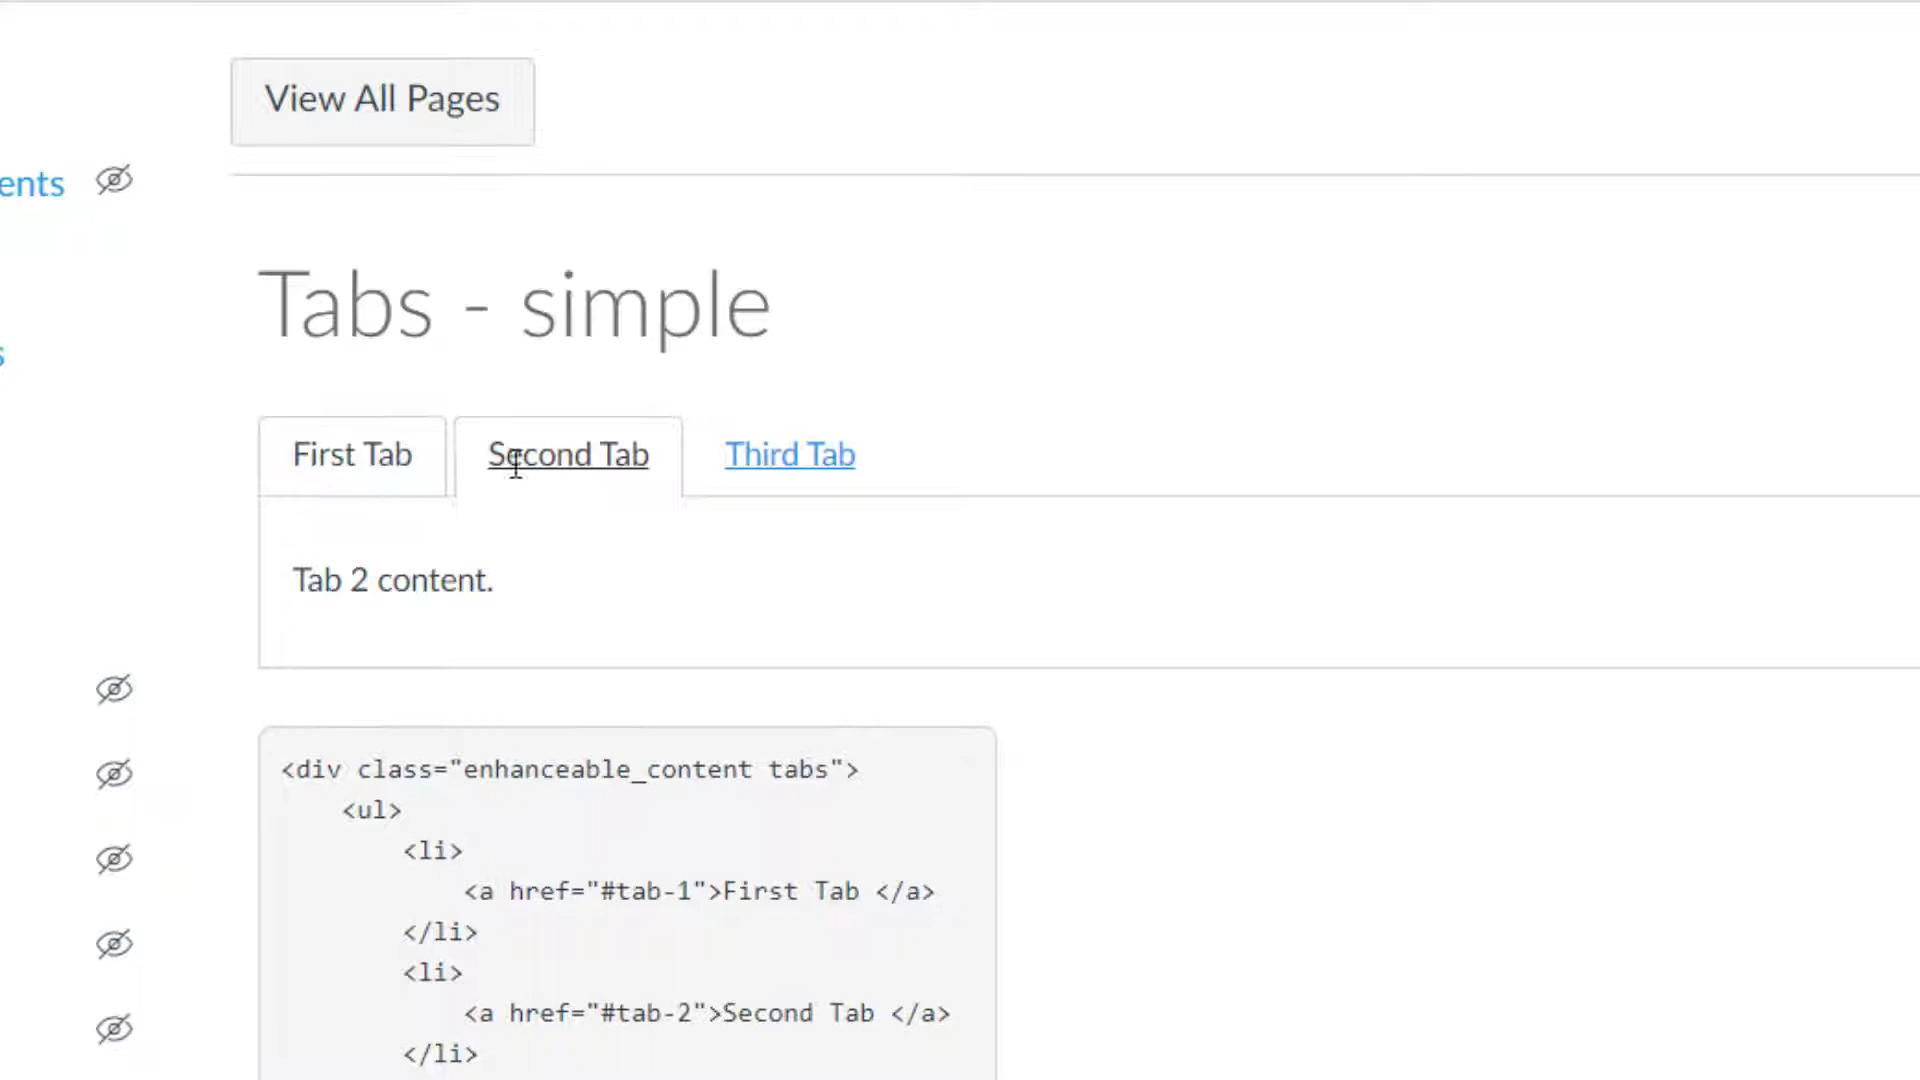 View All Pages
ents
s
Tabs - simple
First Tab
Second Tab
Third Tab
Tab 2 content.
<div class="enhanceable_content tabs">
<ul>
<li>
<a href="#tab-1">First Tab </a>
</li>
<li>
<a href="#tab-2">Second Tab </a>
</li>